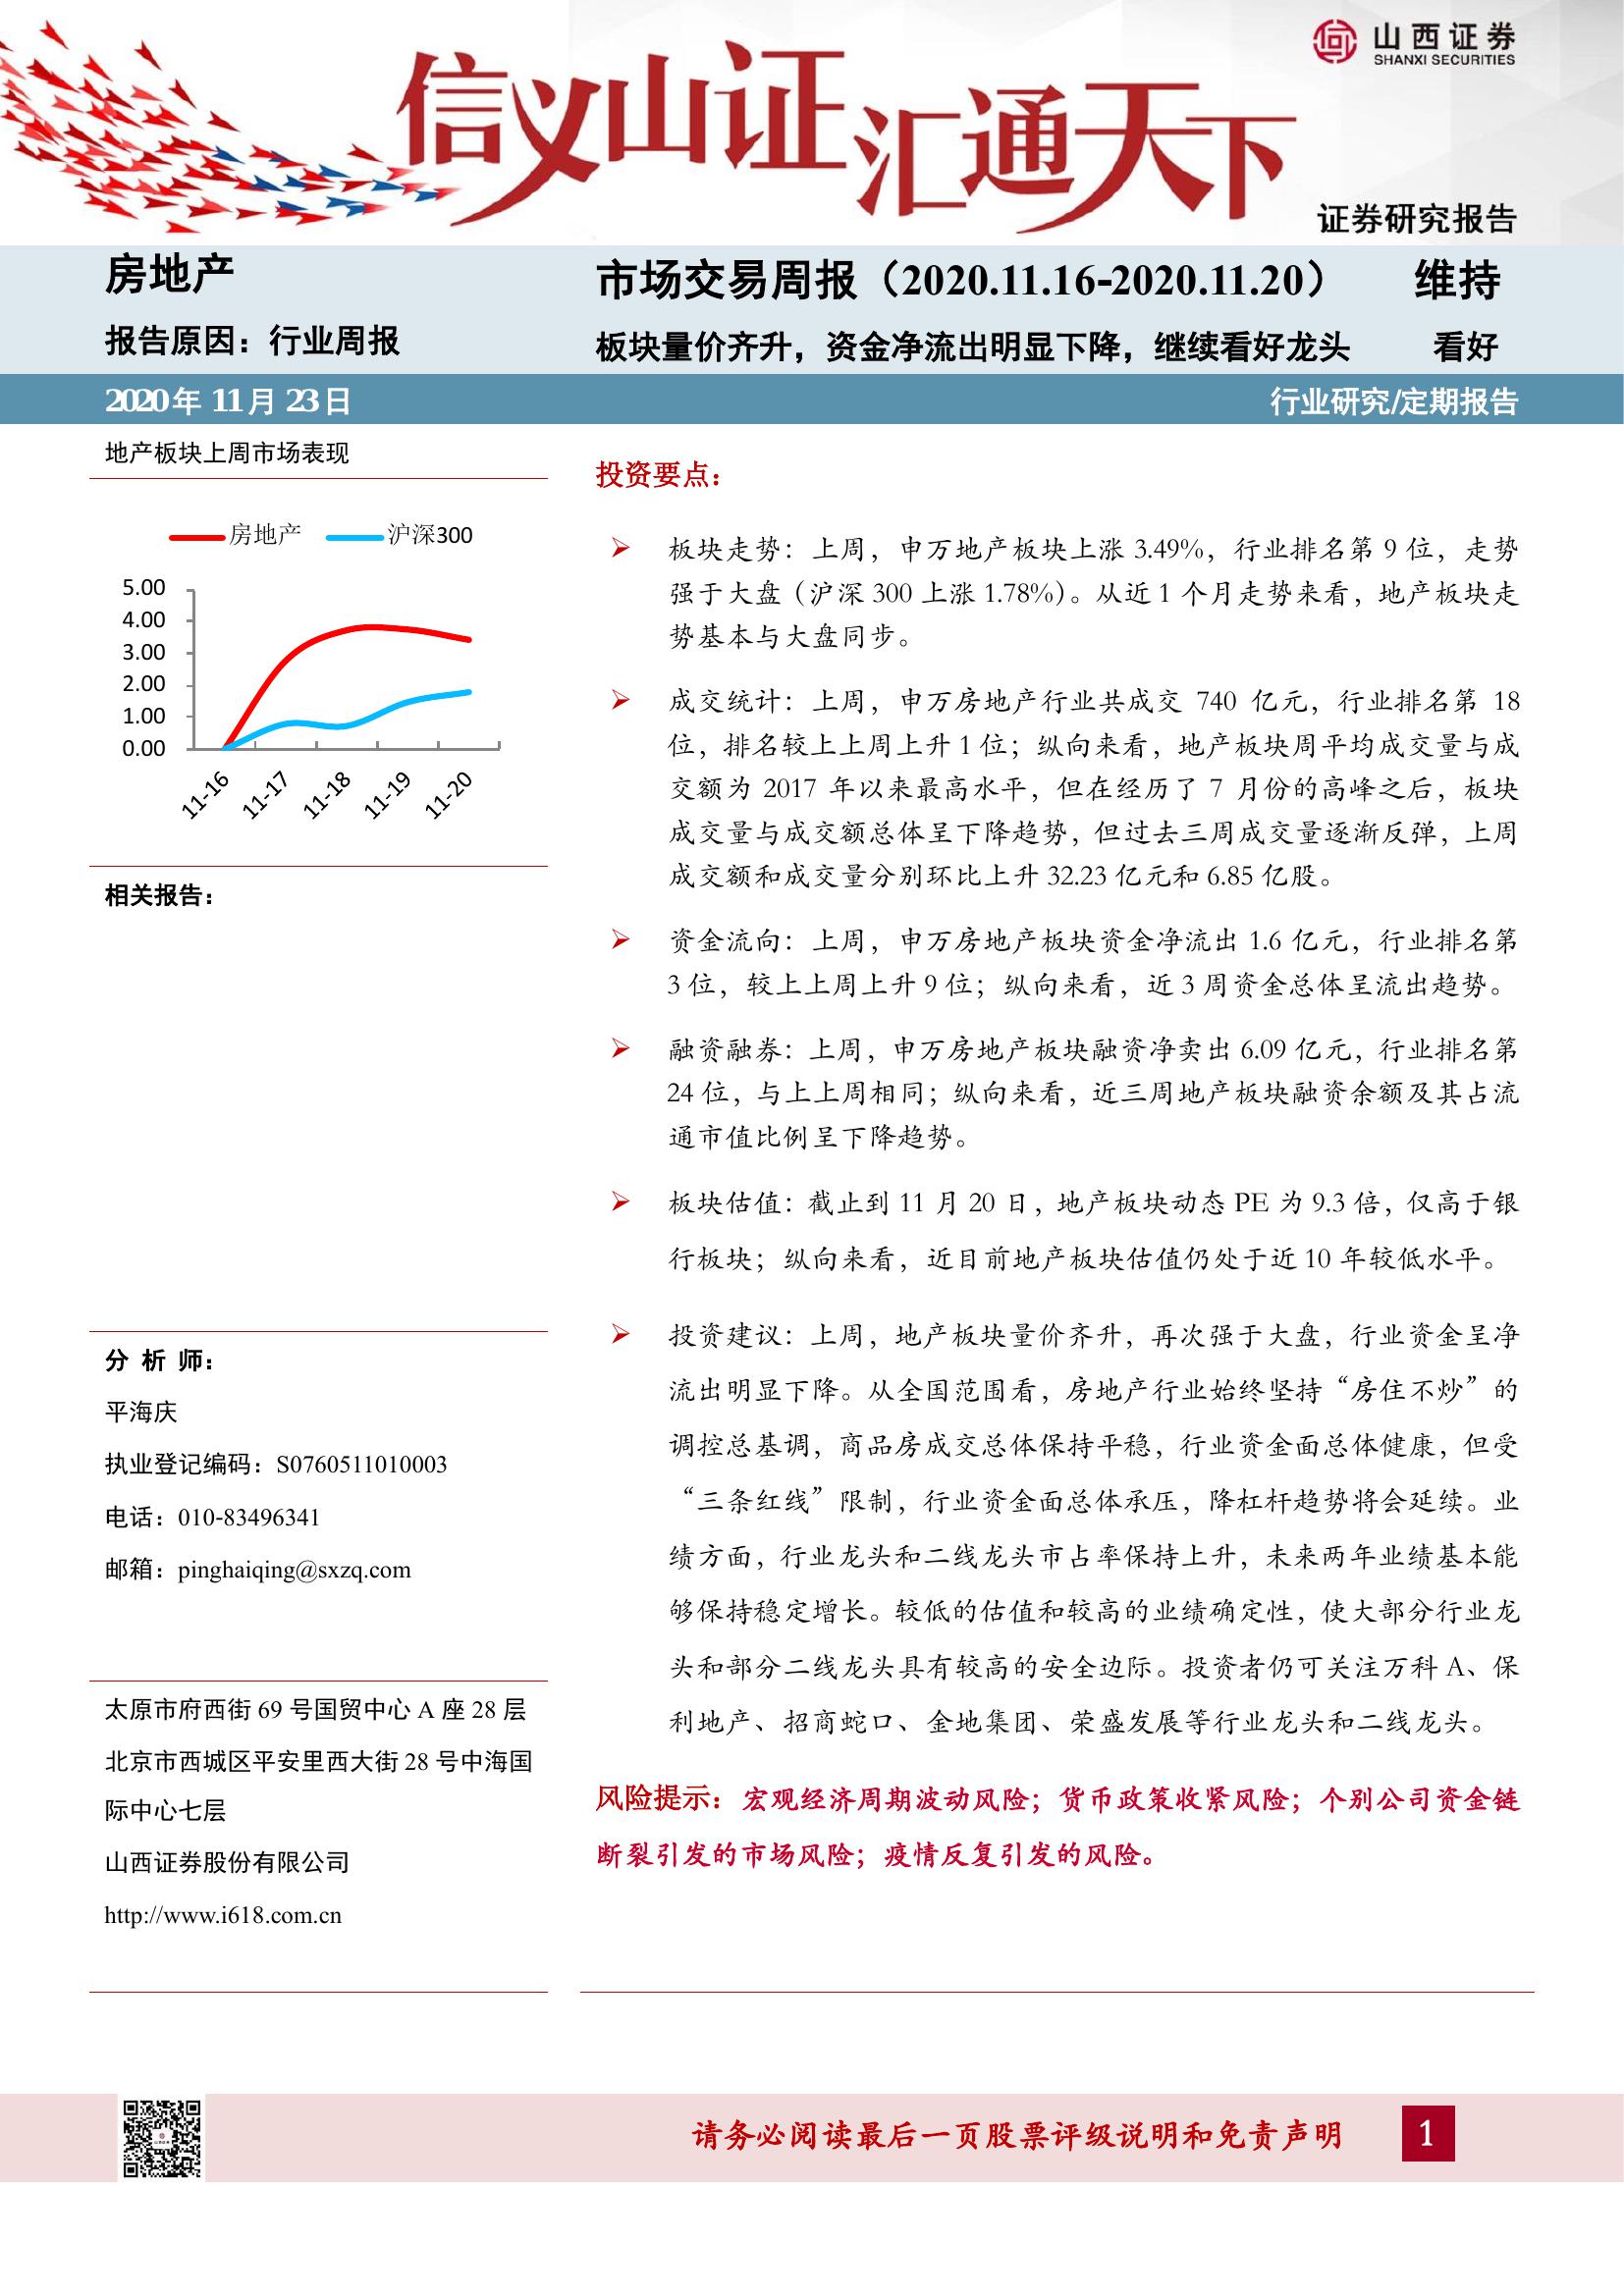 山西证券
SHANXI SECURITIES
信义山证汇通天下
证券研究报告
房地产
报告原因：行业周报
市场交易周报（2020.11.16-2020.11.20）
维持
板块量价齐升，资金净流出明显下降，继续看好龙头
看好
2020年 11月 23日
行业研究/定期报告
地产板块上周市场表现
房地产 沪深300
5.00
4.00
3.00
2.00
1.00
0.00
11-16 11-17 11-18 11-19 11-20
相关报告：
分 析 师：
平海庆
执业登记编码：S0760511010003
电话：010-83496341
邮箱：pinghaiqing@sxzq.com
太原市府西街 69 号国贸中心 A 座 28 层
北京市西城区平安里西大街 28 号中海国
际中心七层
山西证券股份有限公司
http://www.i618.com.cn
投资要点：
板块走势：上周，申万地产板块上涨 3.49%，行业排名第 9 位，走势
强于大盘（沪深 300 上涨 1.78%）。从近 1 个月走势来看，地产板块走
势基本与大盘同步。
成交统计：上周，申万房地产行业共成交 740 亿元，行业排名第 18
位，排名较上上周上升 1 位；纵向来看，地产板块周平均成交量与成
交额为 2017 年以来最高水平，但在经历了 7 月份的高峰之后，板块
成交量与成交额总体呈下降趋势，但过去三周成交量逐渐反弹，上周
成交额和成交量分别环比上升 32.23 亿元和 6.85 亿股。
资金流向：上周，申万房地产板块资金净流出 1.6 亿元，行业排名第
3 位，较上上周上升 9 位；纵向来看，近 3 周资金总体呈流出趋势。
融资融券：上周，申万房地产板块融资净卖出 6.09 亿元，行业排名第
24 位，与上上周相同；纵向来看，近三周地产板块融资余额及其占流
通市值比例呈下降趋势。
板块估值：截止到 11 月 20 日，地产板块动态 PE 为 9.3 倍，仅高于银
行板块；纵向来看，近目前地产板块估值仍处于近 10 年较低水平。
投资建议：上周，地产板块量价齐升，再次强于大盘，行业资金呈净
流出明显下降。从全国范围看，房地产行业始终坚持“房住不炒”的
调控总基调，商品房成交总体保持平稳，行业资金面总体健康，但受
“三条红线”限制，行业资金面总体承压，降杠杆趋势将会延续。业
绩方面，行业龙头和二线龙头市占率保持上升，未来两年业绩基本能
够保持稳定增长。较低的估值和较高的业绩确定性，使大部分行业龙
头和部分二线龙头具有较高的安全边际。投资者仍可关注万科 A、保
利地产、招商蛇口、金地集团、荣盛发展等行业龙头和二线龙头。
风险提示：宏观经济周期波动风险；货币政策收紧风险；个别公司资金链
断裂引发的市场风险；疫情反复引发的风险。
请务必阅读最后一页股票评级说明和免责声明
1